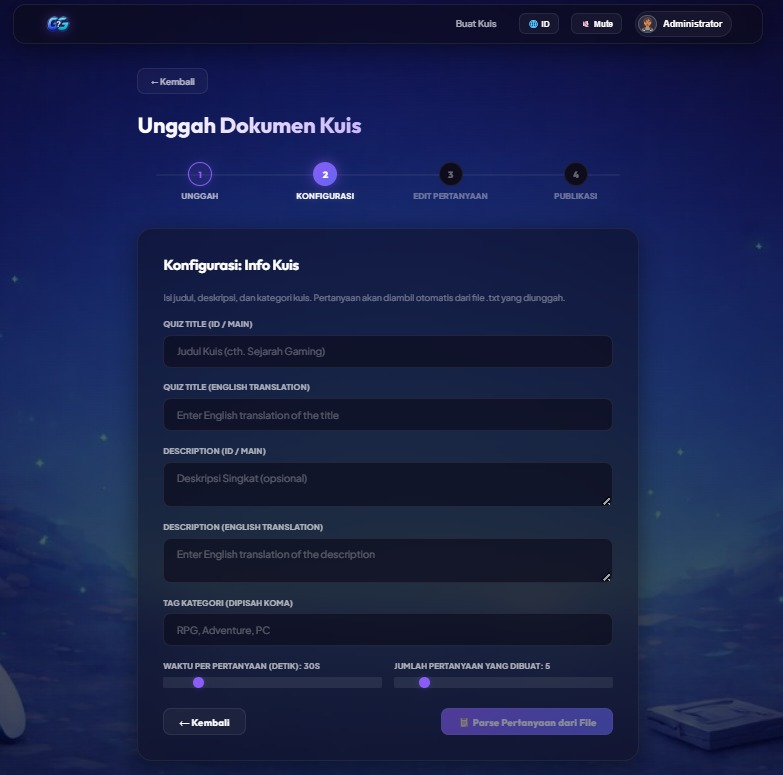 GG
Buat Kuis
ID
Mute
Administrator
← Kembali
Unggah Dokumen Kuis
1
2
3
4
UNGGAH
KONFIGURASI
EDIT PERTANYAAN
PUBLIKASI
Konfigurasi: Info Kuis
Isi judul, deskripsi, dan kategori kuis. Pertanyaan akan diambil otomatis dari file .txt yang diunggah.
QUIZ TITLE (ID / MAIN)
Judul Kuis (cth. Sejarah Gaming)
QUIZ TITLE (ENGLISH TRANSLATION)
Enter English translation of the title
DESCRIPTION (ID / MAIN)
Deskripsi Singkat (opsional)
DESCRIPTION (ENGLISH TRANSLATION)
Enter English translation of the description
TAG KATEGORI (DIPISAH KOMA)
RPG, Adventure, PC
WAKTU PER PERTANYAAN (DETIK): 30S
JUMLAH PERTANYAAN YANG DIBUAT: 5
← Kembali
Parse Pertanyaan dari File